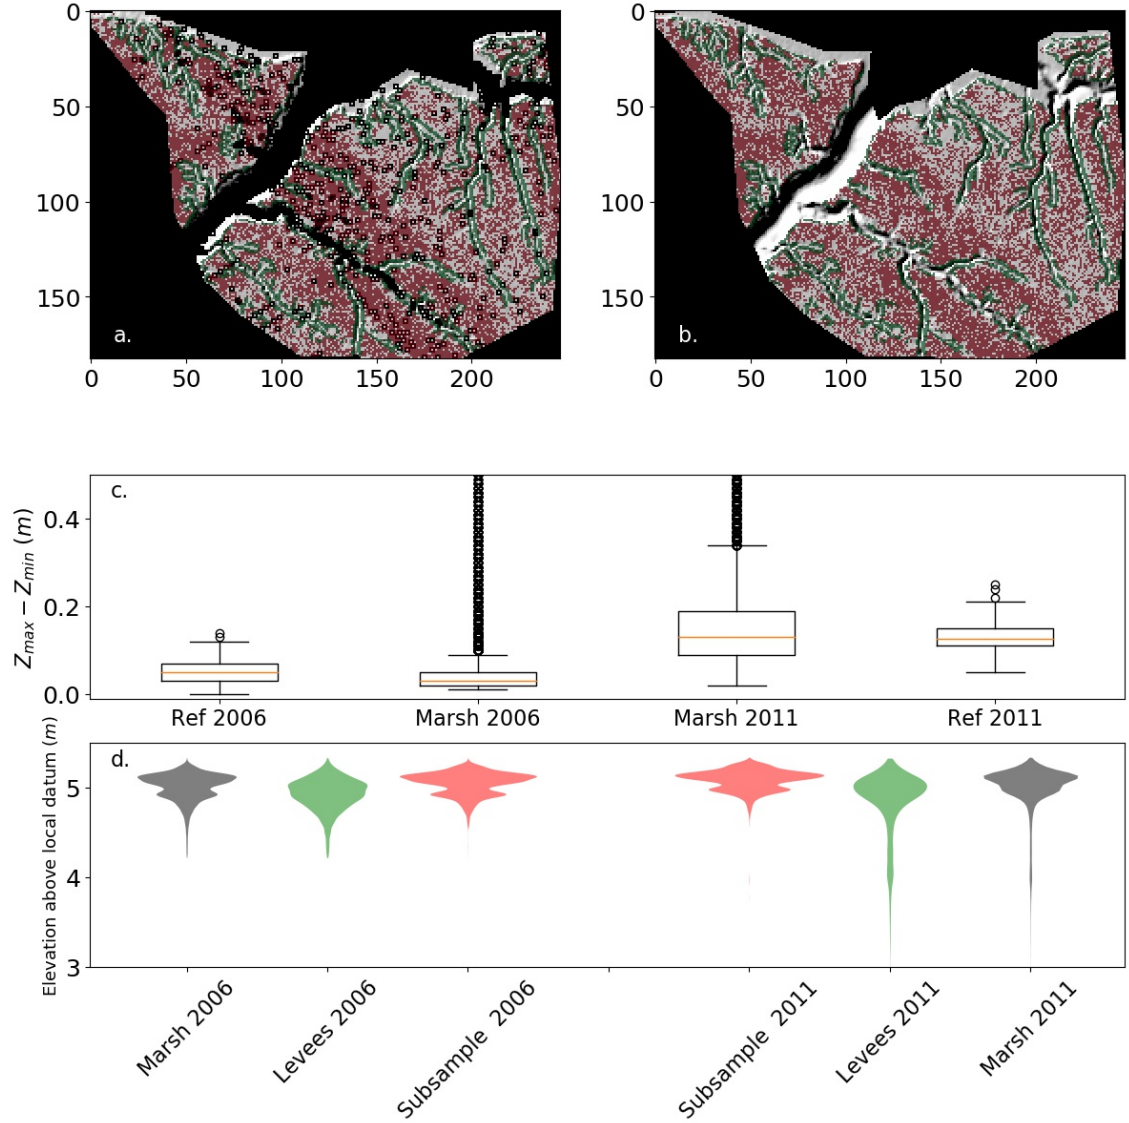 0
50
100
150
a.
0 50 100 150 200
0
50
100
150
b.
0 50 100 150 200
c.
Zmax − Zmin (m)
0.4
0.2
0.0
Ref 2006 Marsh 2006 Marsh 2011 Ref 2011
d.
Elevation above local datum (m)
5
4
3
Marsh 2006
Levees 2006
Subsample 2006
Subsample 2011
Levees 2011
Marsh 2011